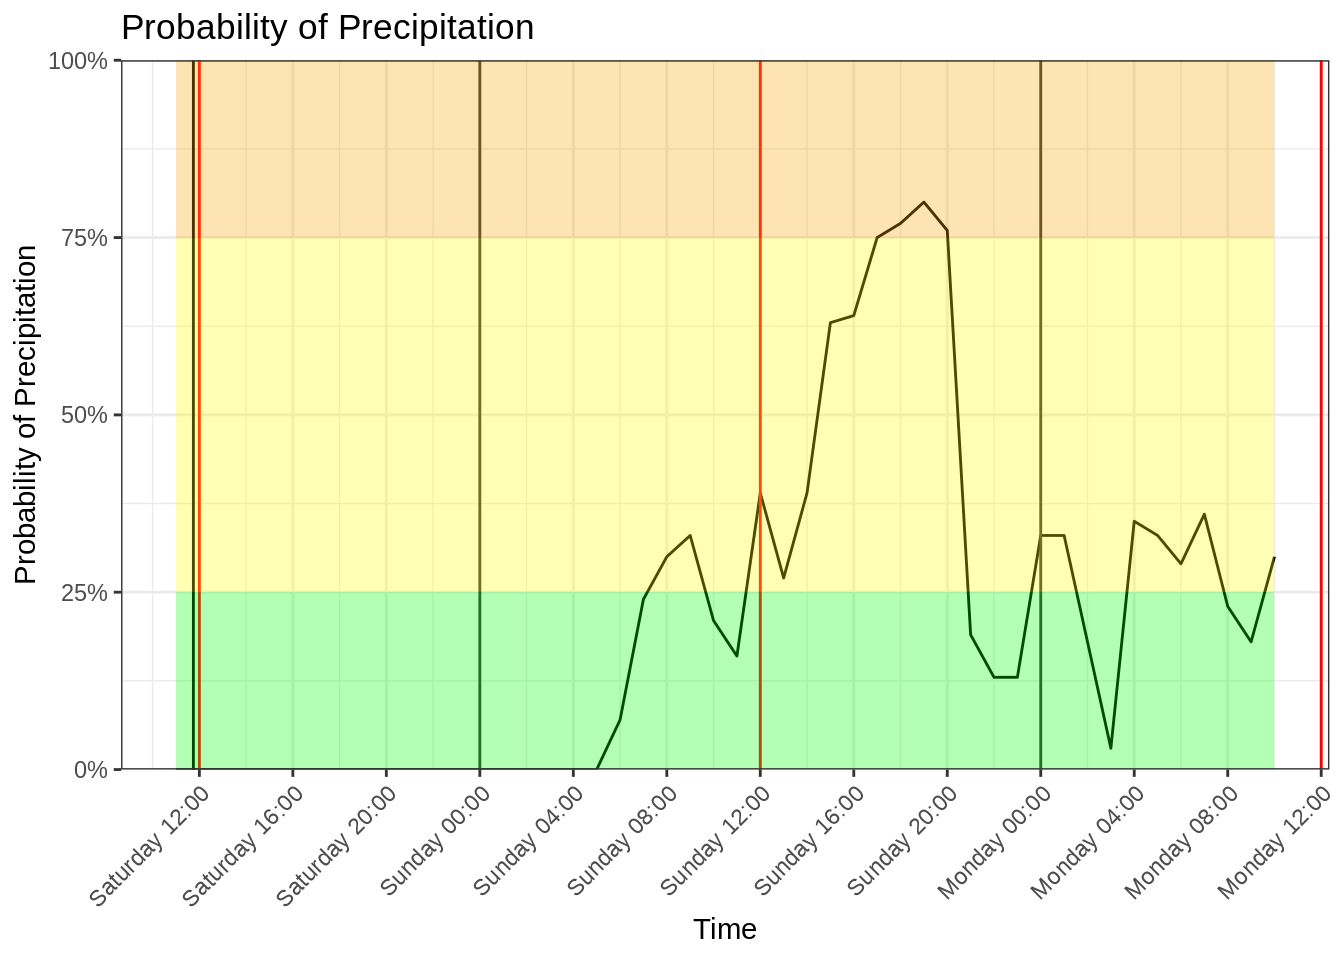 Probability of Precipitation
Probability of Precipitation
100%
75%
50%
25%
0%
Saturday 12:00
Saturday 16:00
Saturday 20:00
Sunday 00:00
Sunday 04:00
Sunday 08:00
Sunday 12:00
Sunday 16:00
Sunday 20:00
Monday 00:00
Monday 04:00
Monday 08:00
Monday 12:00
Time